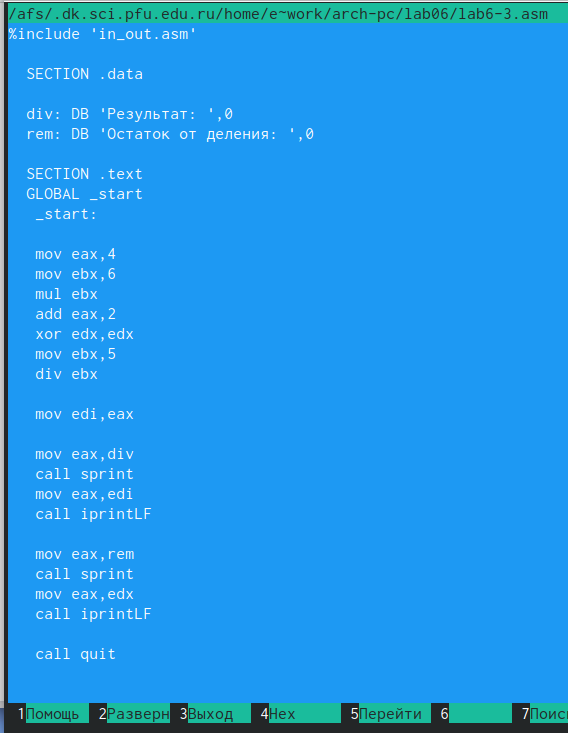 /afs/.dk.sci.pfu.edu.ru/home/e~work/arch-pc/lab06/lab6-3.asm
%include 'in_out.asm'
SECTION .data
div: DB 'Результат: ',0
rem: DB 'Остаток от деления: ',0
SECTION .text
GLOBAL _start
_start:
mov eax,4
mov ebx,6
mul ebx
add eax,2
xor edx,edx
mov ebx,5
div ebx
mov edi,eax
mov eax,div
call sprint
mov eax,edi
call iprintLF
mov eax,rem
call sprint
mov eax,edx
call iprintLF
call quit
1Помощь 2Разверн 3Выход 4Hex 5Перейти 6 7Поис